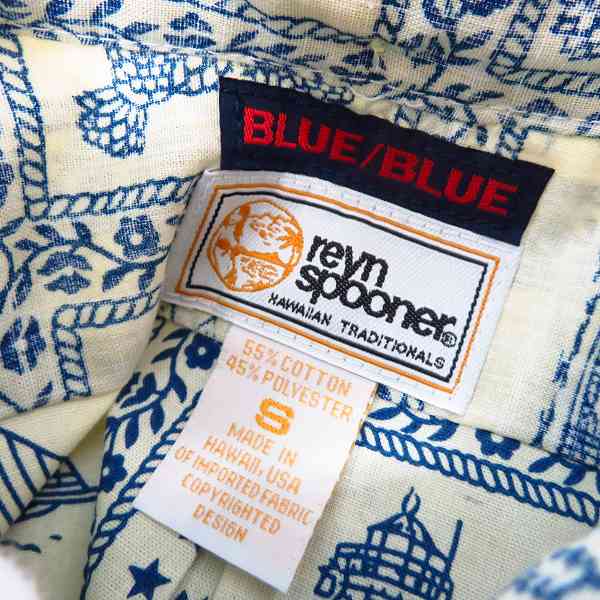 BLUE/BLUE
reyn
spooner®
HAWAIIAN TRADITIONALS
55% COTTON
45% POLYESTER
S
MADE IN
HAWAII, USA
OF IMPORTED FABRIC
COPYRIGHTED
DESIGN